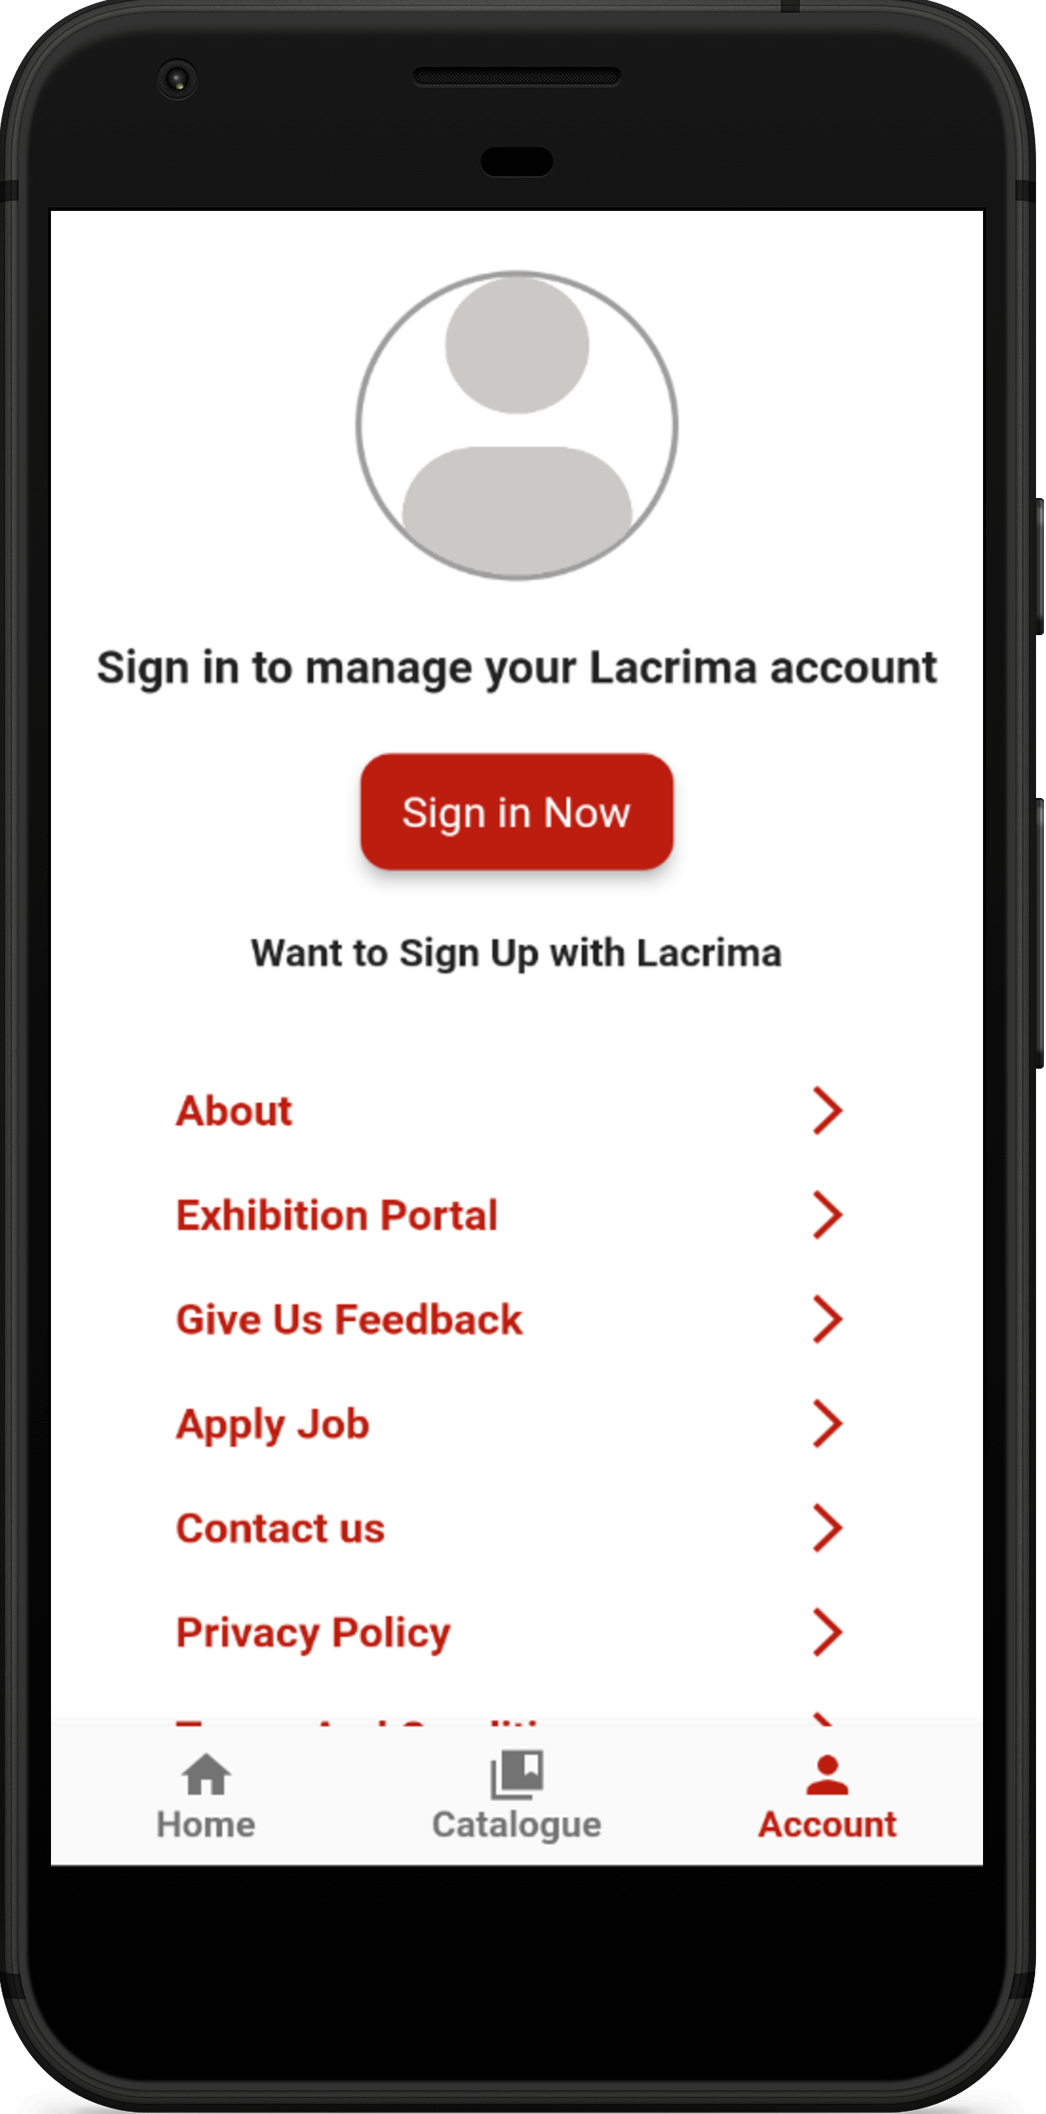 Sign in to manage your Lacrima account
Sign in Now
Want to Sign Up with Lacrima
About
Exhibition Portal
Give Us Feedback
Apply Job
Contact us
Privacy Policy
Home
Catalogue
Account